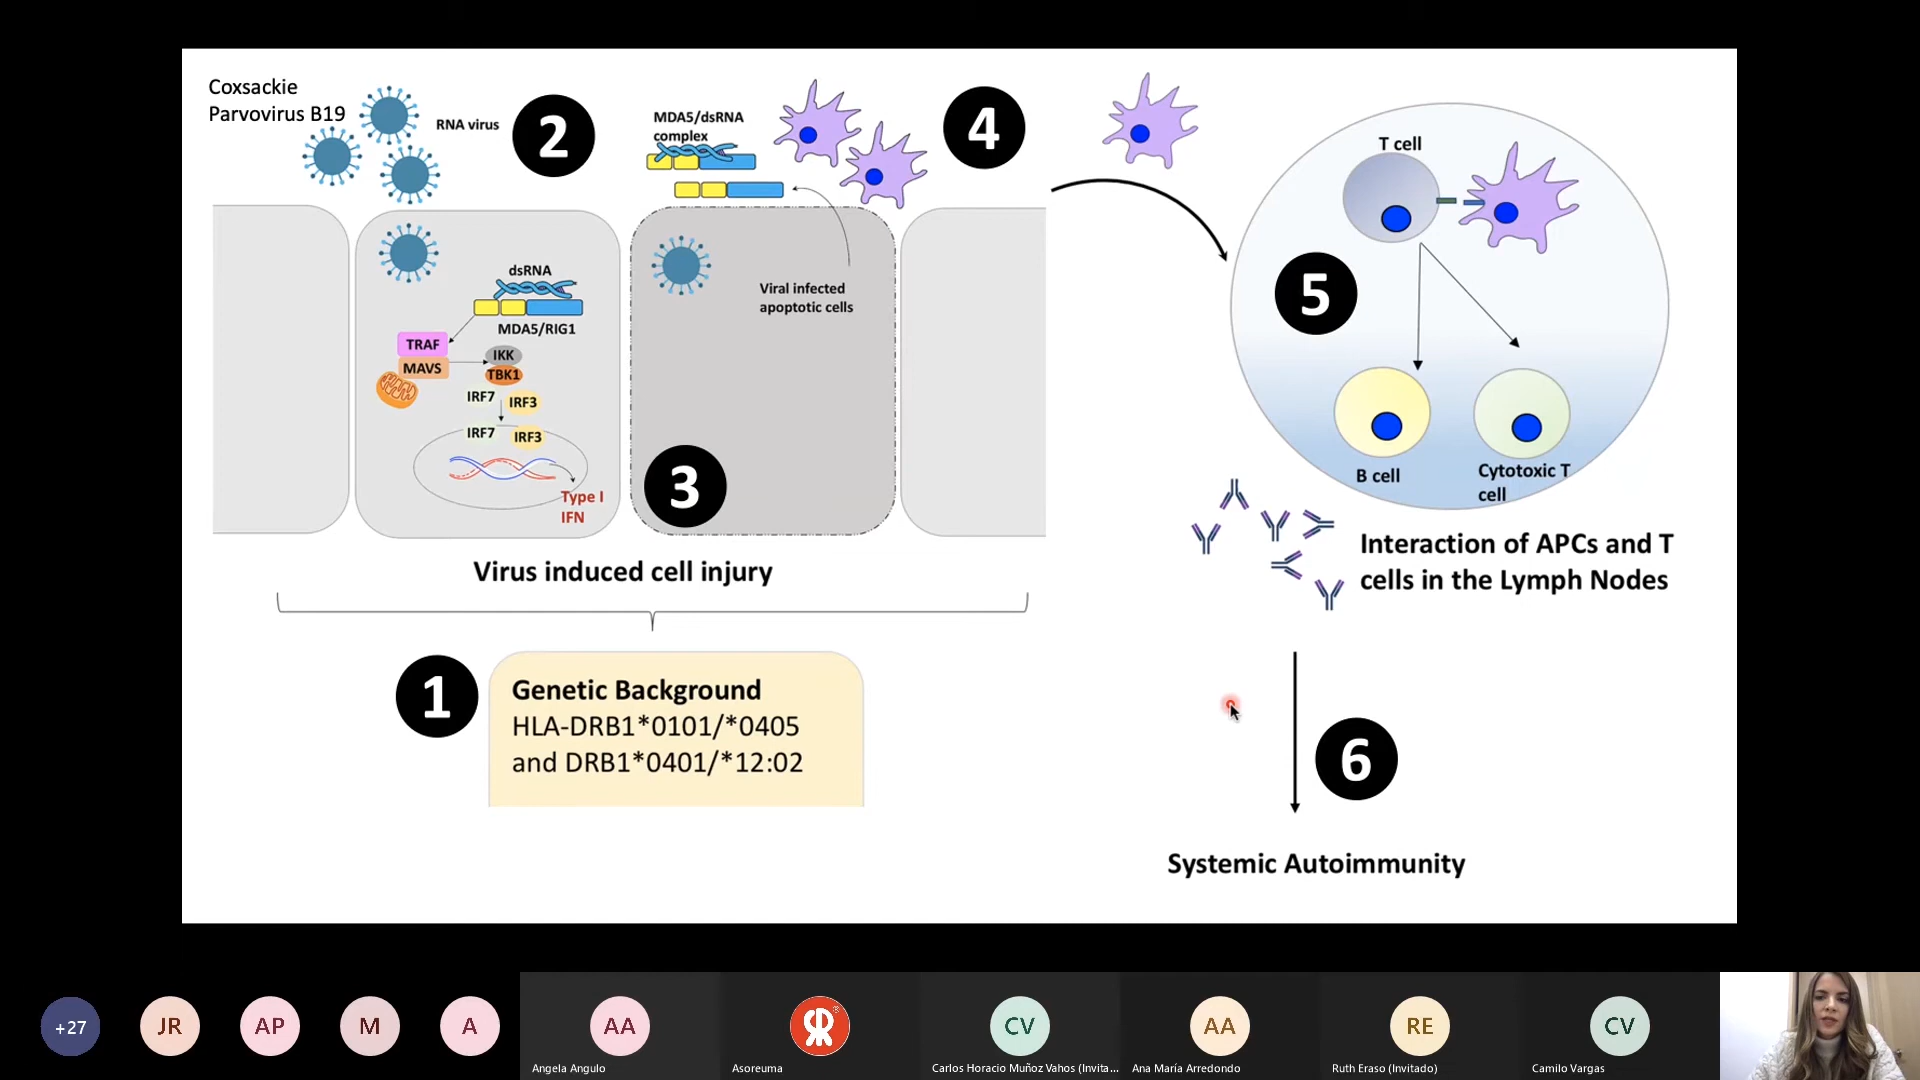 Coxsackie
Parvovirus B19
RNA virus
2
MDA5/dsRNA
complex
4
dsRNA
MDA5/RIG1
TRAF
MAVS
IKK
TBK1
IRF7
IRF3
IRF7
IRF3
Type I
IFN
Viral infected
apoptotic cells
3
Virus induced cell injury
1
Genetic Background
HLA-DRB1*0101/*0405
and DRB1*0401/*12:02
T cell
5
B cell
Cytotoxic T
cell
Interaction of APCs and T
cells in the Lymph Nodes
6
Systemic Autoimmunity
+27
JR
AP
M
A
AA
Angela Angulo
Asoreuma
CV
Carlos Horacio Muñoz Vahos (Invita...
AA
Ana María Arredondo
RE
Ruth Eraso (Invitado)
CV
Camilo Vargas